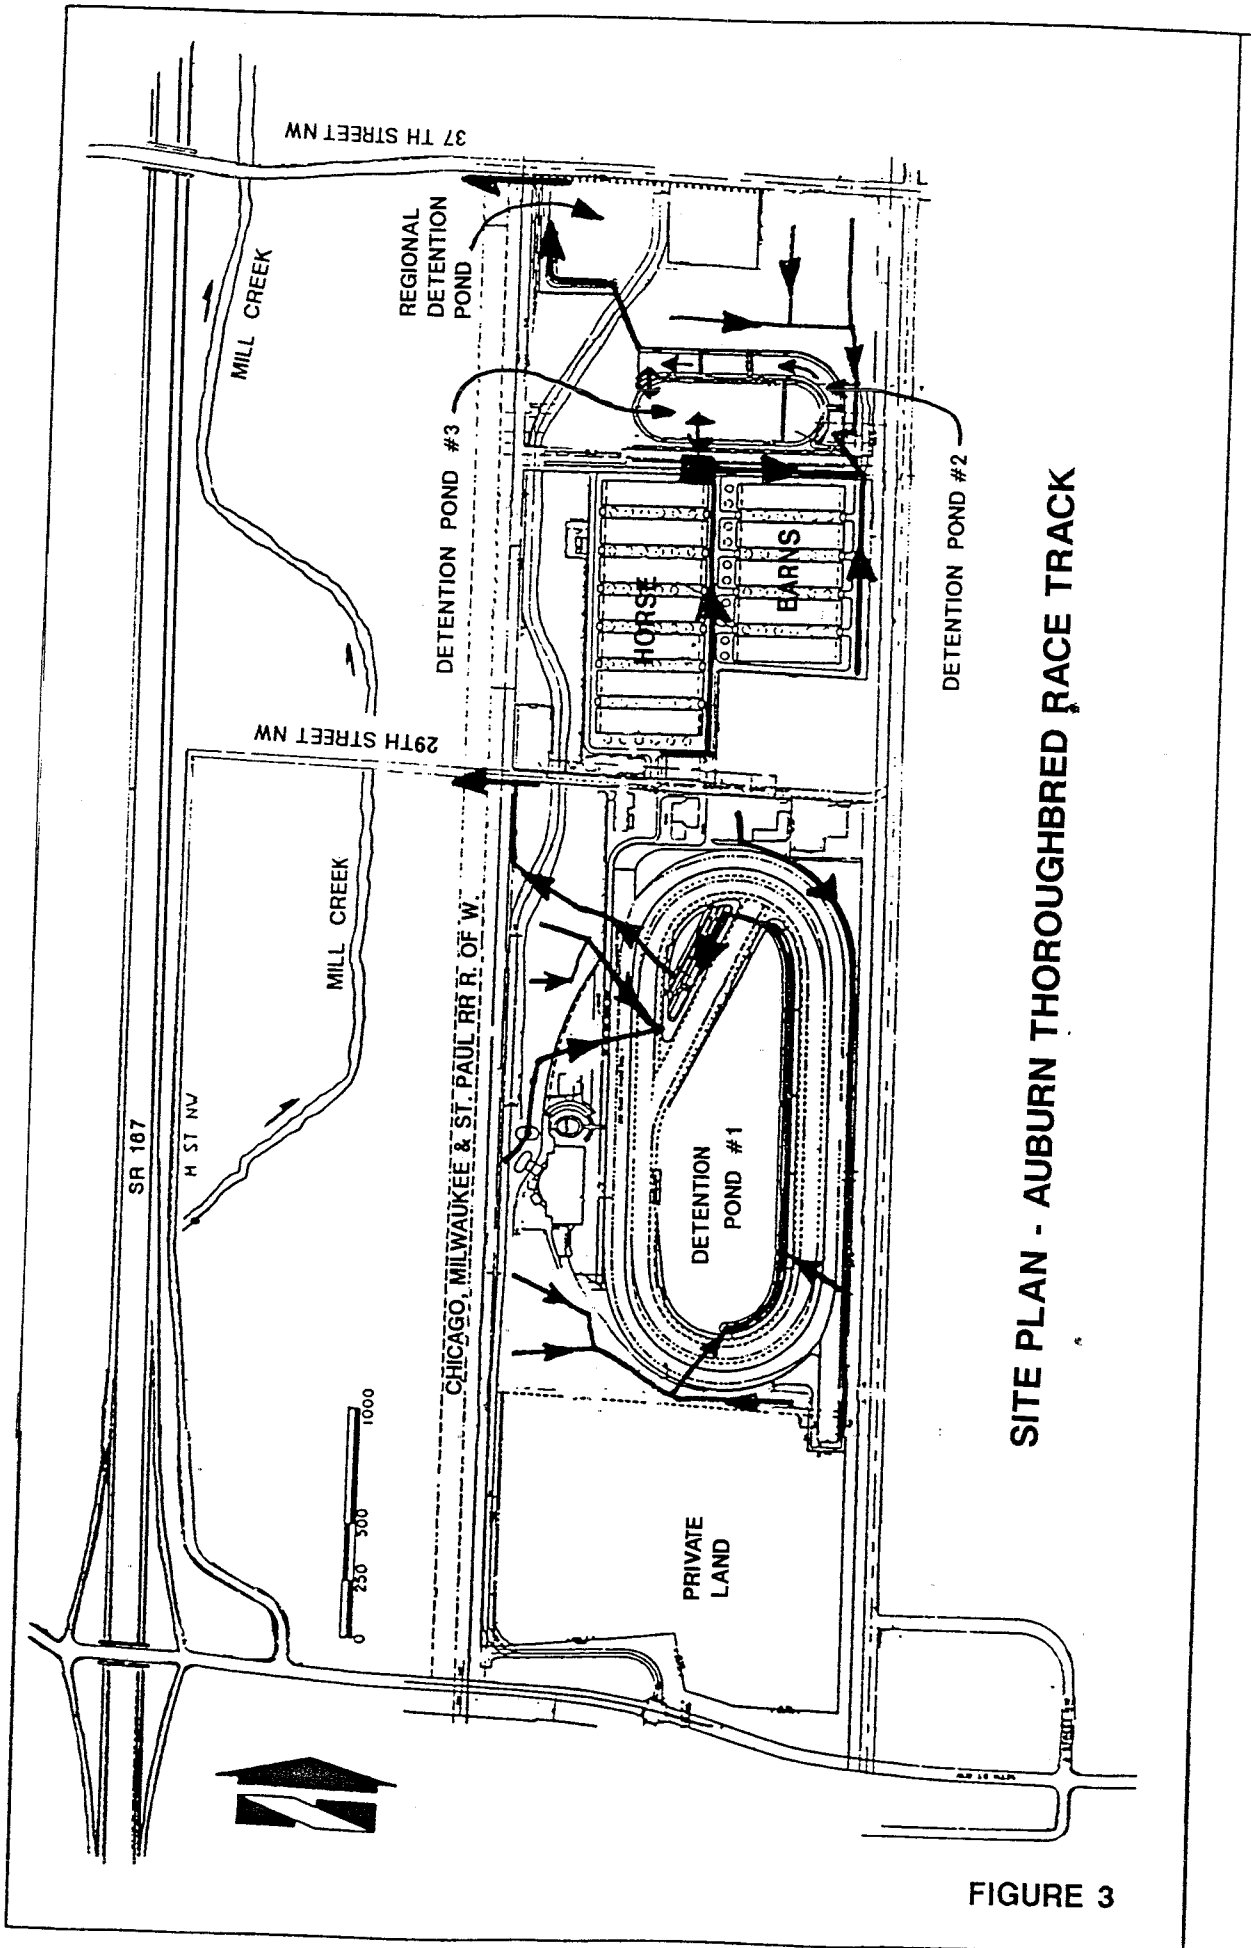 37 TH STREET NW
REGIONAL
DETENTION
POND
MILL CREEK
DETENTION POND #3
DETENTION POND #2
HORSE
BARNS
29TH STREET NW
MILL CREEK
CHICAGO, MILWAUKEE & ST. PAUL RR R. OF W.
SR 167
H ST NW
DETENTION
POND #1
0 250 500 1000
PRIVATE
LAND
SITE PLAN - AUBURN THOROUGHBRED RACE TRACK
FIGURE 3